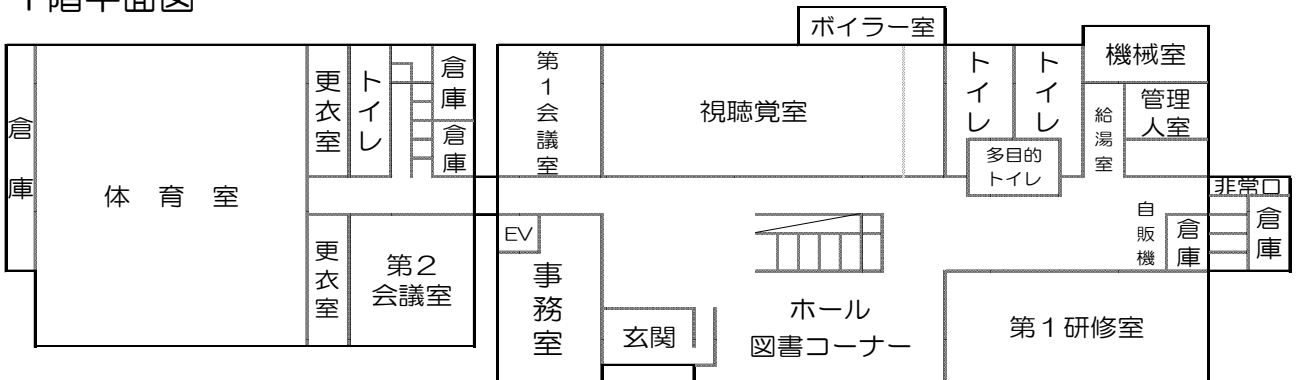 1階平面図
ボイラー室
倉庫
体育室
更衣室
トイレ
倉庫
倉庫
第1会議室
視聴覚室
トイレ
トイレ
多目的
トイレ
機械室
給湯室
管理
人室
非常口
倉庫
倉庫
自販機
更衣室
第2
会議室
EV
事務室
玄関
ホール
図書コーナー
第1研修室